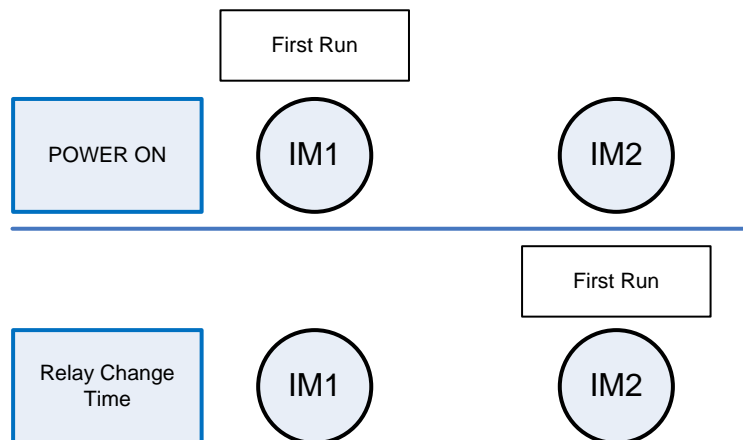 First Run
POWER ON
IM1
IM2
First Run
Relay Change
Time
IM1
IM2